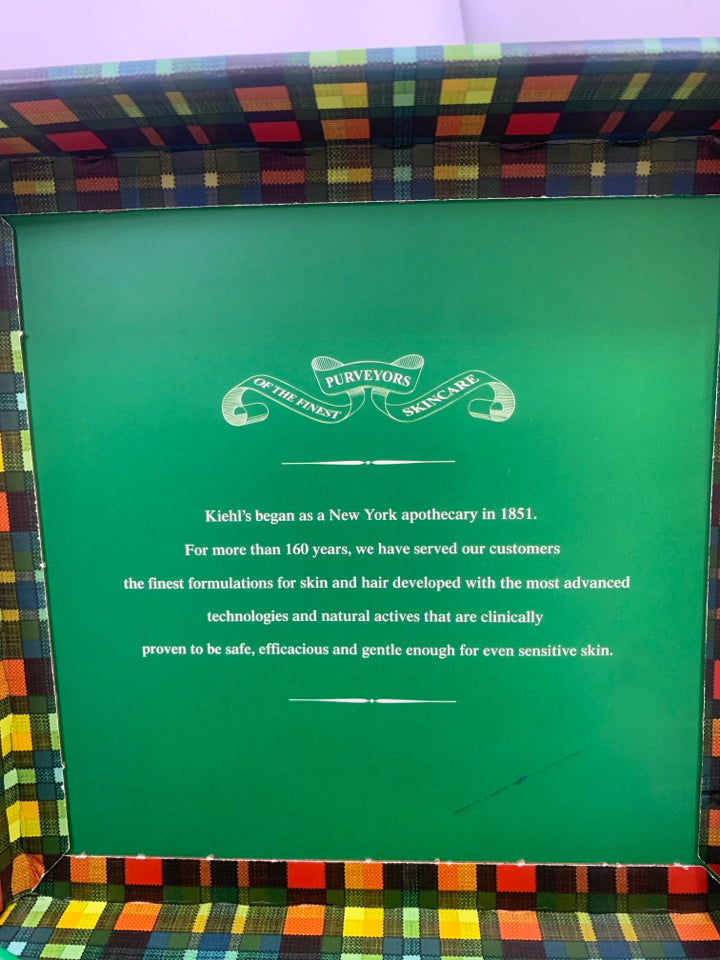 PURVEYORS
OF THE FINEST SKINCARE
Kiehl's began as a New York apothecary in 1851.
For more than 160 years, we have served our customers
the finest formulations for skin and hair developed with the most advanced
technologies and natural actives that are clinically
proven to be safe, efficacious and gentle enough for even sensitive skin.